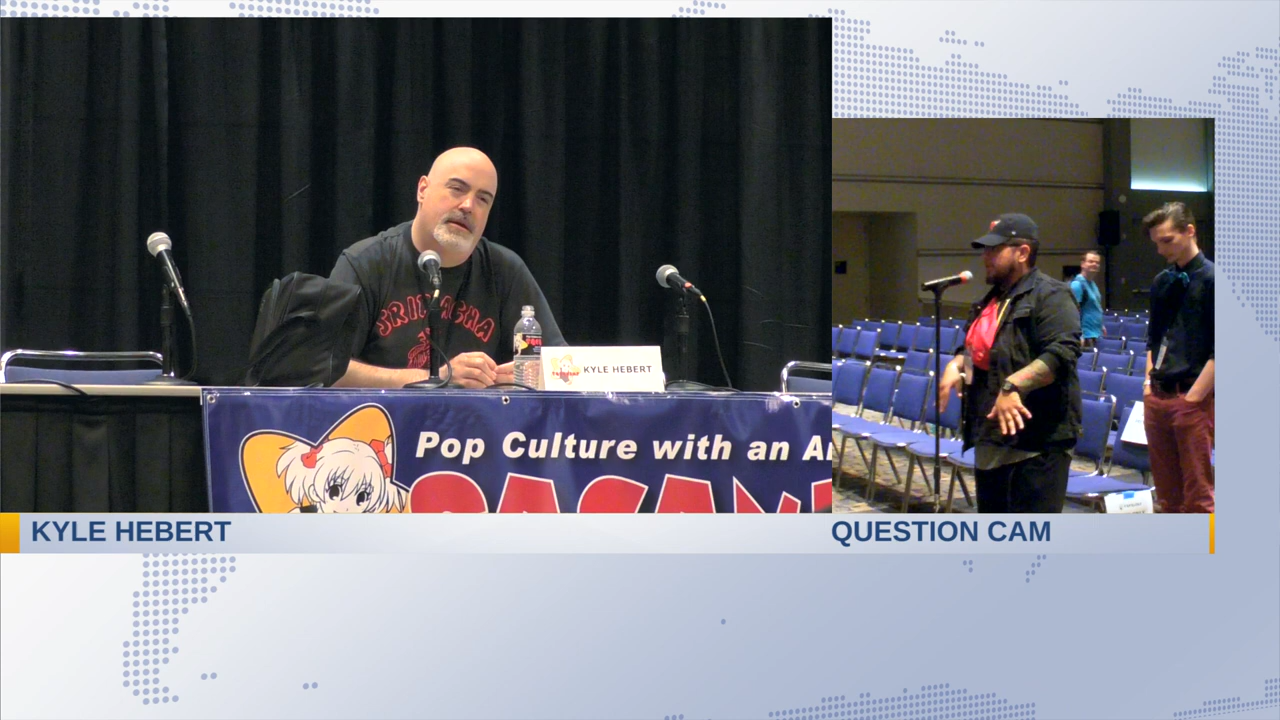 SRIRACHA
KYLE HEBERT
Pop Culture with an A
KYLE HEBERT
QUESTION CAM